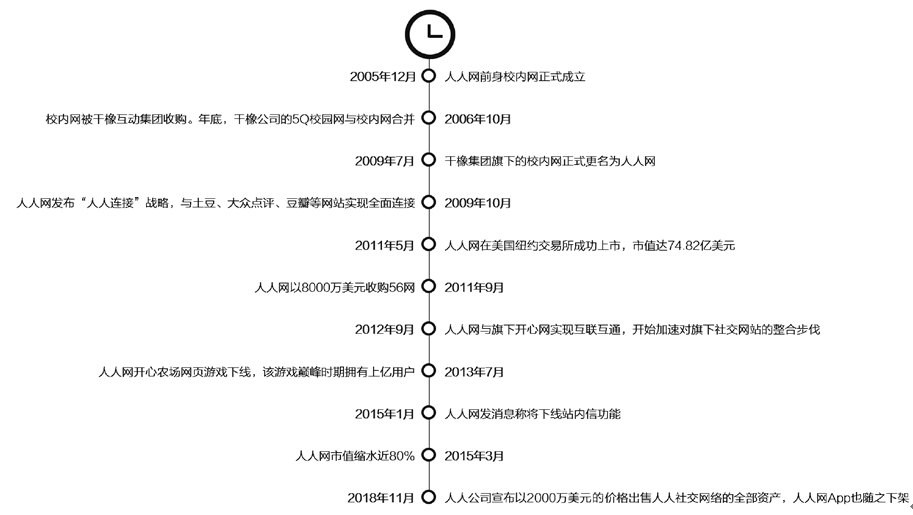 2005年12月 人人网前身校内网正式成立
校内网被千橡互动集团收购。年底，千橡公司的5Q校园网与校内网合并 2006年10月
2009年7月 千橡集团旗下的校内网正式更名为人人网
人人网发布“人人连接”战略，与土豆、大众点评、豆瓣等网站实现全面连接 2009年10月
2011年5月 人人网在美国纽约交易所成功上市，市值达74.82亿美元
人人网以8000万美元收购56网 2011年9月
2012年9月 人人网与旗下开心网实现互联互通，开始加速对旗下社交网站的整合步伐
人人网开心农场网页游戏下线，该游戏巅峰时期拥有上亿用户 2013年7月
2015年1月 人人网发消息称将下线站内信功能
人人网市值缩水近80% 2015年3月
2018年11月 人人公司宣布以2000万美元的价格出售人人社交网络的全部资产，人人网App也随之下架